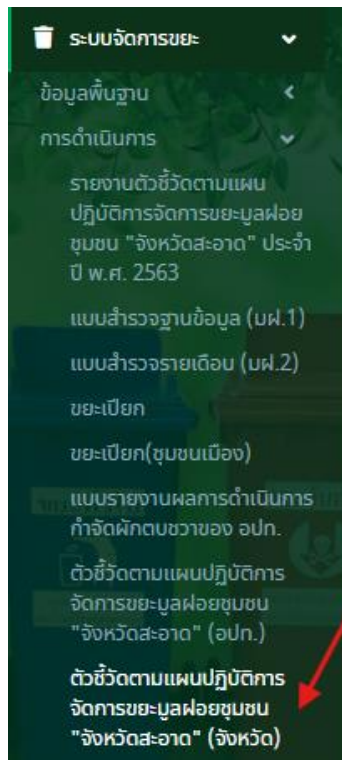 ระบบจัดการขยะ
ข้อมูลพื้นฐาน
การดำเนินการ
รายงานตัวชี้วัดตามแผน
ปฏิบัติการจัดการขยะมูลฝอย
ชุมชน "จังหวัดสะอาด" ประจำ
ปี พ.ศ. 2563
แบบสำรวจฐานข้อมูล (มฝ.1)
แบบสำรวจรายเดือน (มฝ.2)
ขยะเปียก
ขยะเปียก(ชุมชนเมือง)
แบบรายงานผลการดำเนินการ
กำจัดผักตบชวาของ อปท.
ตัวชี้วัดตามแผนปฏิบัติการ
จัดการขยะมูลฝอยชุมชน
"จังหวัดสะอาด" (อปท.)
ตัวชี้วัดตามแผนปฏิบัติการ
จัดการขยะมูลฝอยชุมชน
"จังหวัดสะอาด" (จังหวัด)